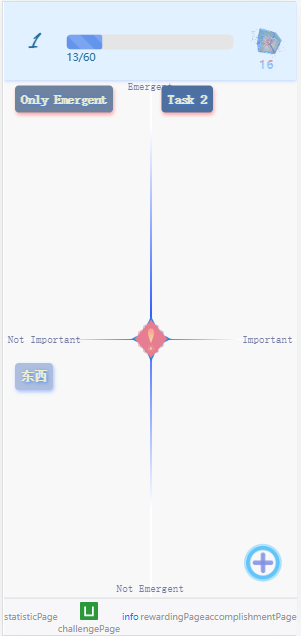 1
13/60
16
Emergent
Only Emergent
Task 2
Not Important
Important
东西
Not Emergent
statisticPage
challengePage
info
rewardingPage
accomplishmentPage